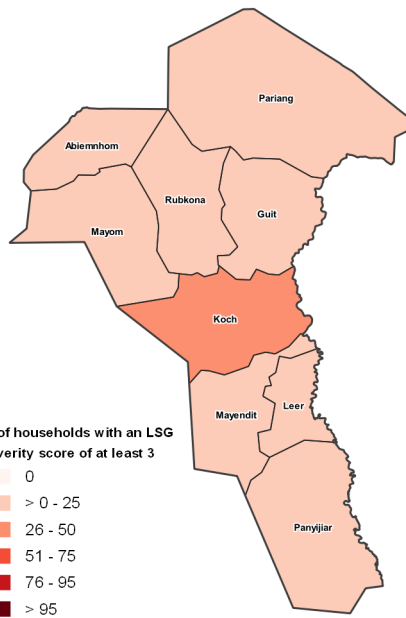 Pariang
Abiemnhom
Rubkona
Guit
Mayom
Koch
Mayendit
Leer
Panyijiar
of households with an LSG
verity score of at least 3
0
> 0 - 25
26 - 50
51 - 75
76 - 95
> 95